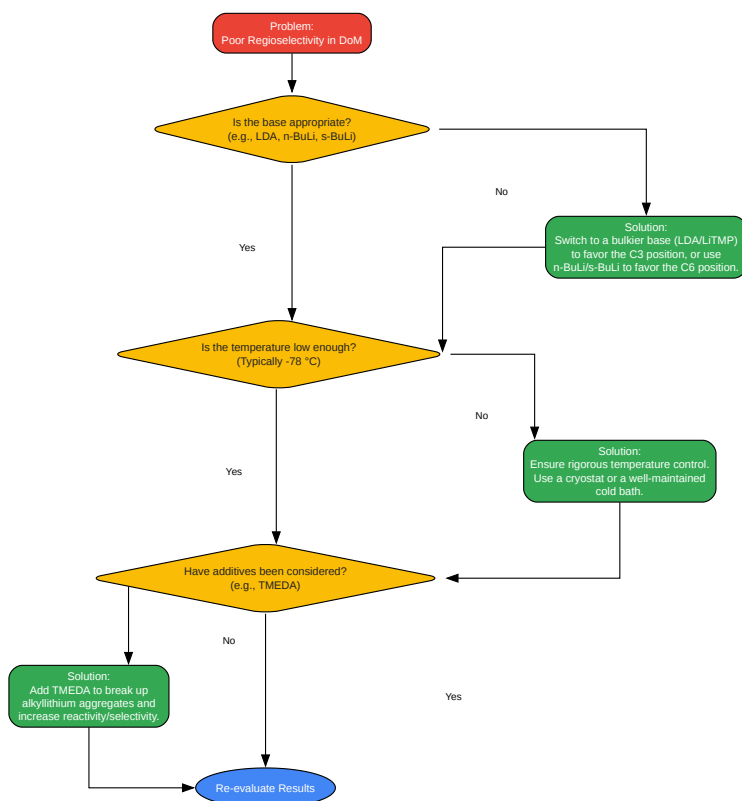 Problem:
Poor Regioselectivity in DoM
Is the base appropriate?
(e.g., LDA, n-BuLi, s-BuLi)
No
Yes
Solution:
Switch to a bulkier base (LDA/LiTMP)
to favor the C3 position, or use
n-BuLi/s-BuLi to favor the C6 position.
Is the temperature low enough?
(Typically -78 °C)
No
Yes
Solution:
Ensure rigorous temperature control.
Use a cryostat or a well-maintained
cold bath.
Have additives been considered?
(e.g., TMEDA)
No
Yes
Solution:
Add TMEDA to break up
alkyllithium aggregates and
increase reactivity/selectivity.
Re-evaluate Results